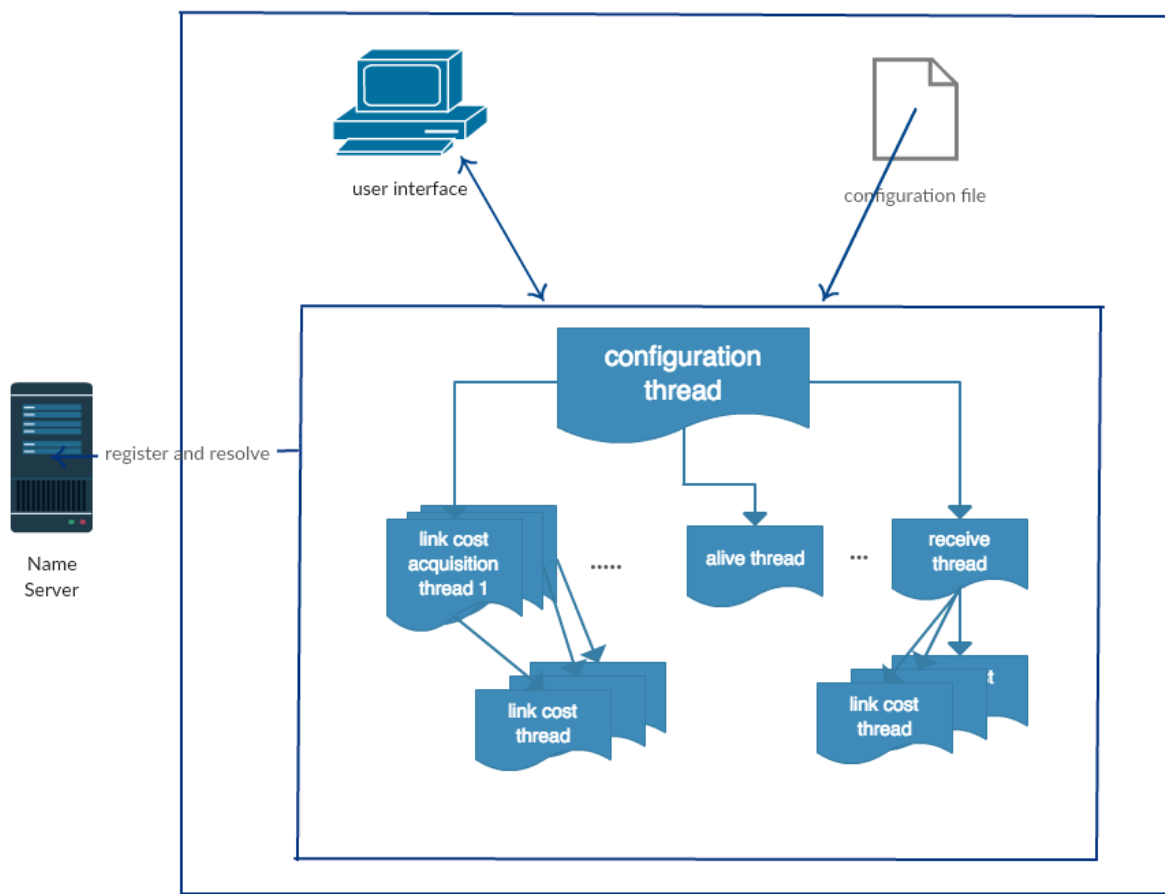 user interface
configuration file
configuration
thread
register and resolve
Name
Server
link cost
acquisition
thread 1
.....
alive thread
...
receive
thread
link cost
thread
link cost
thread